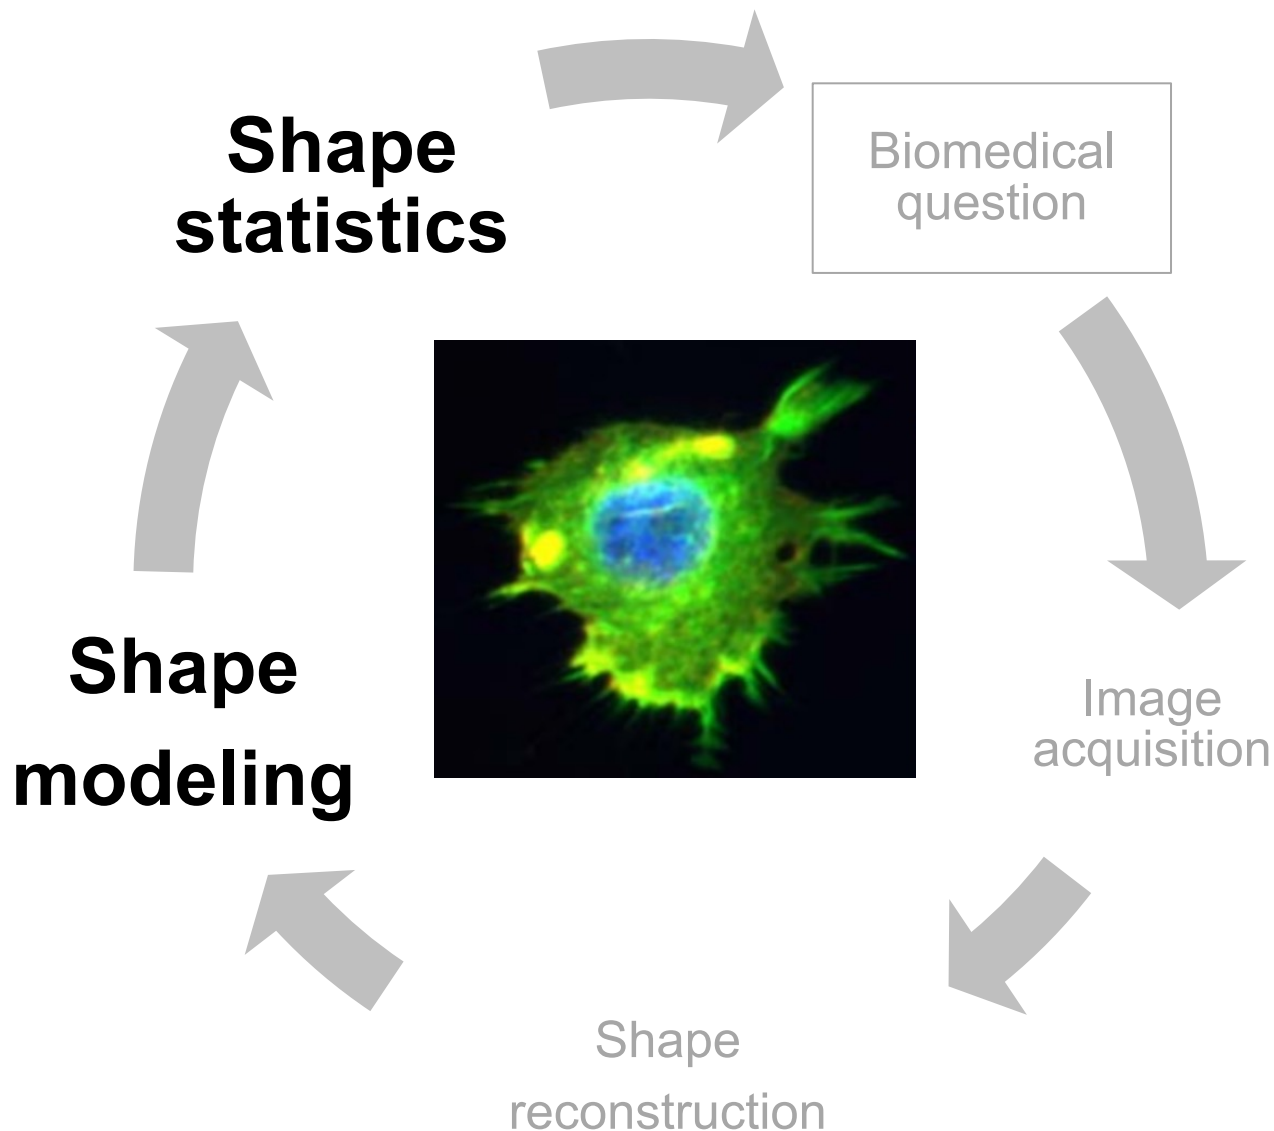 Shape
statistics
Biomedical
question
Shape
modeling
Image
acquisition
Shape
reconstruction